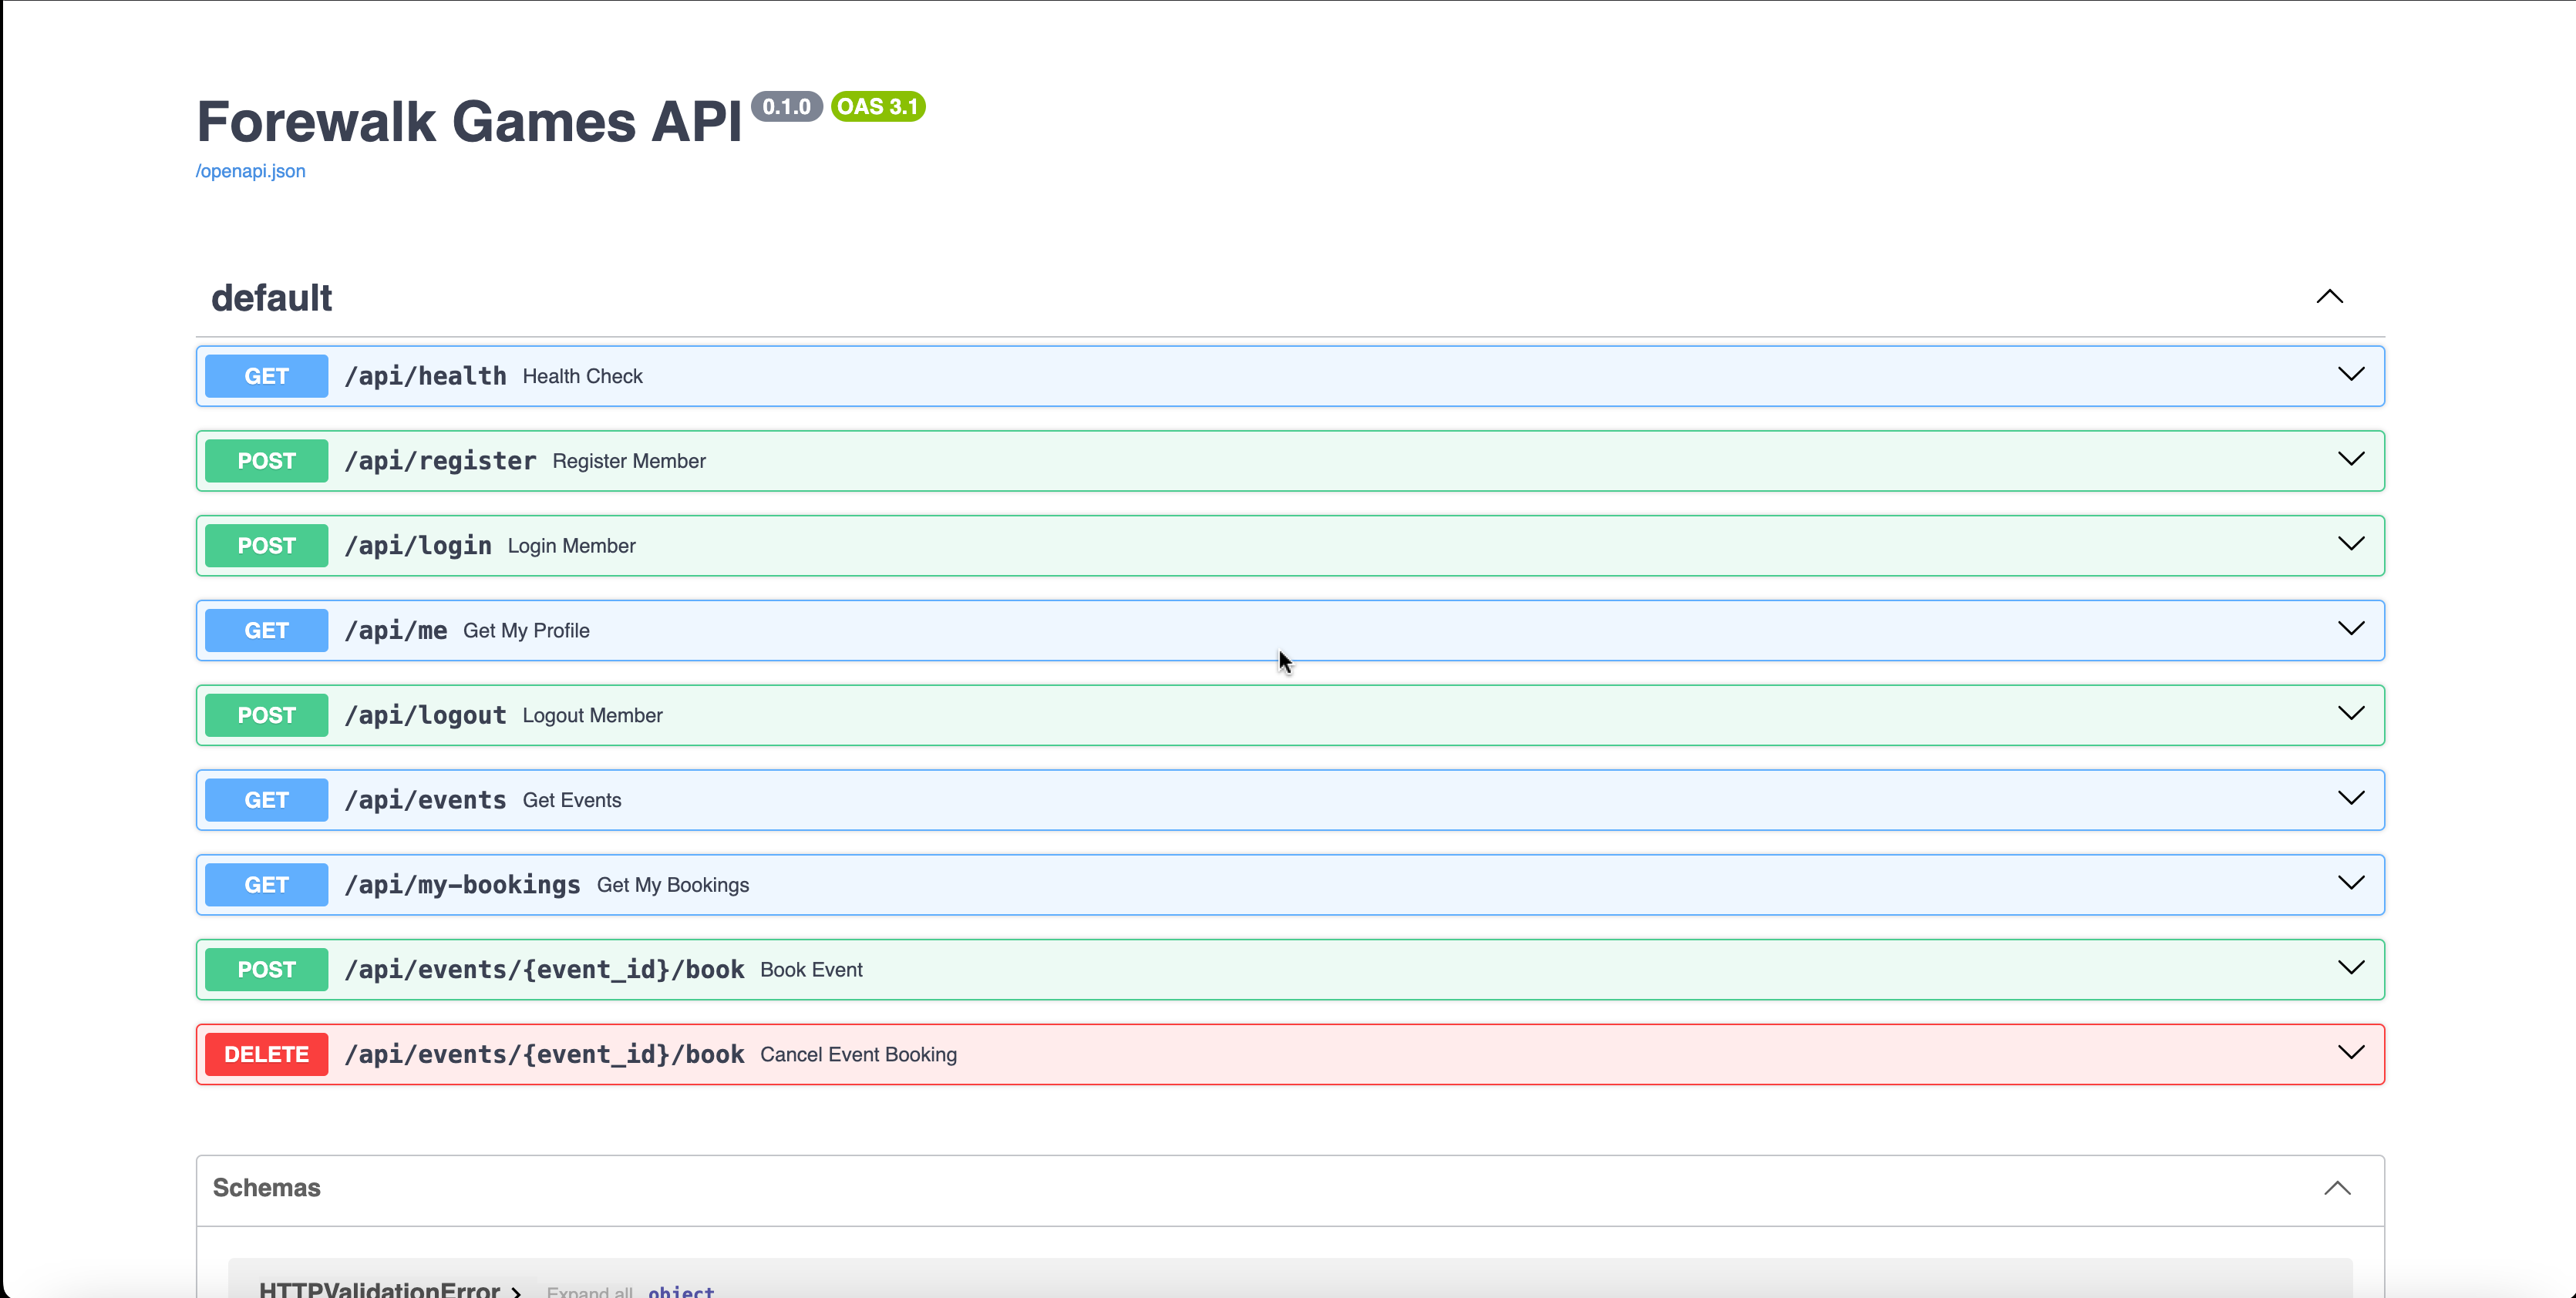 Forewalk Games API 0.1.0 OAS 3.1
/openapi.json
default
GET /api/health Health Check
POST /api/register Register Member
POST /api/login Login Member
GET /api/me Get My Profile
POST /api/logout Logout Member
GET /api/events Get Events
GET /api/my-bookings Get My Bookings
POST /api/events/{event_id}/book Book Event
DELETE /api/events/{event_id}/book Cancel Event Booking
Schemas
HTTPValidationError Expand all object